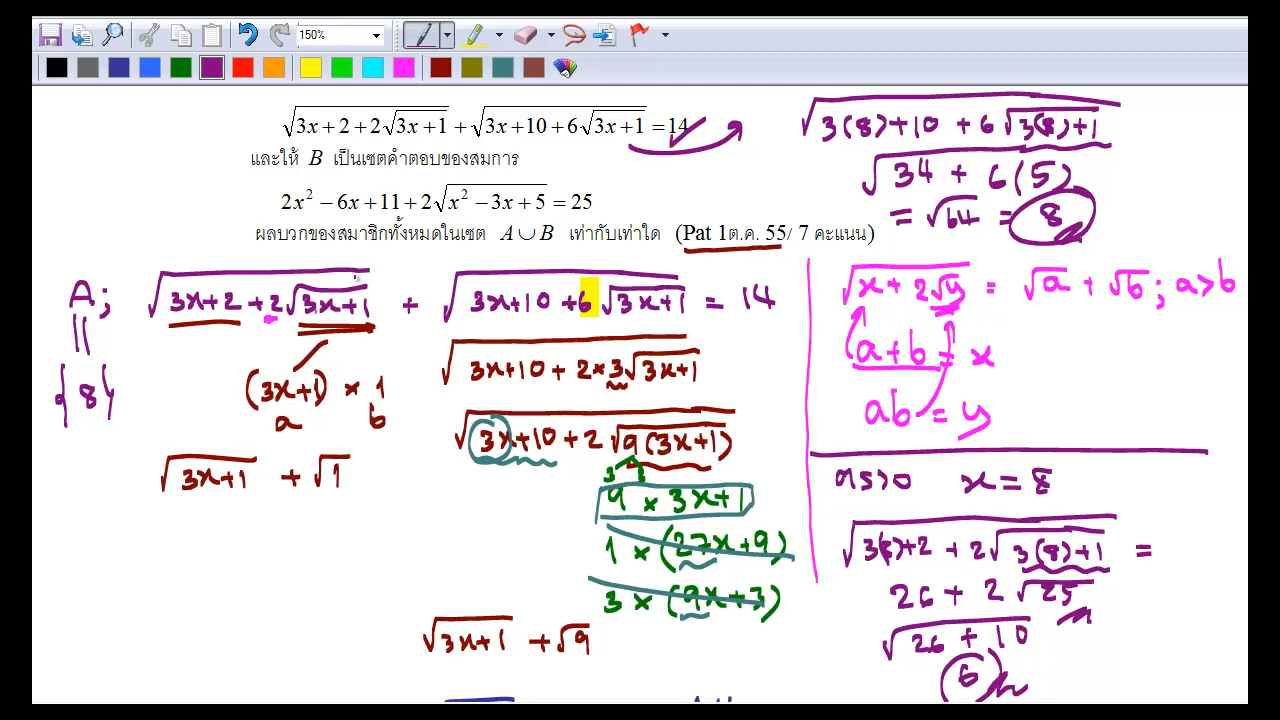 150%
√(3x+2+2√(3x+1)) + √(3x+10+6√(3x+1)) = 14
และให้ B เป็นเซตคำตอบของสมการ
2x² − 6x + 11 + 2√(x² − 3x + 5) = 25
ผลบวกของสมาชิกทั้งหมดในเซต A ∪ B เท่ากับเท่าใด (Pat 1ต.ค. 55/ 7 คะแนน)
√(3(8)+10 + 6√(3(8)+1))
√(34 + 6(5))
= √64 = 8
A; √(3x+2 + 2√(3x+1)) + √(3x+10 + 6√(3x+1)) = 14
||
{8}
(3x+1) × 1
a b
√(3x+1) + √1
√(3x+10 + 2×3√(3x+1))
√(3x+10 + 2√(9(3x+1)))
3 3
9 × 3x+1
1 × (27x+9)
3 × (9x+3)
√(3x+1) + √9
√(x + 2√y) = √a + √b ; a>b
a+b = x
ab = y
x = 8
√(3(8)+2 + 2√(3(8)+1)) =
26 + 2√25
√(26 + 10)
6